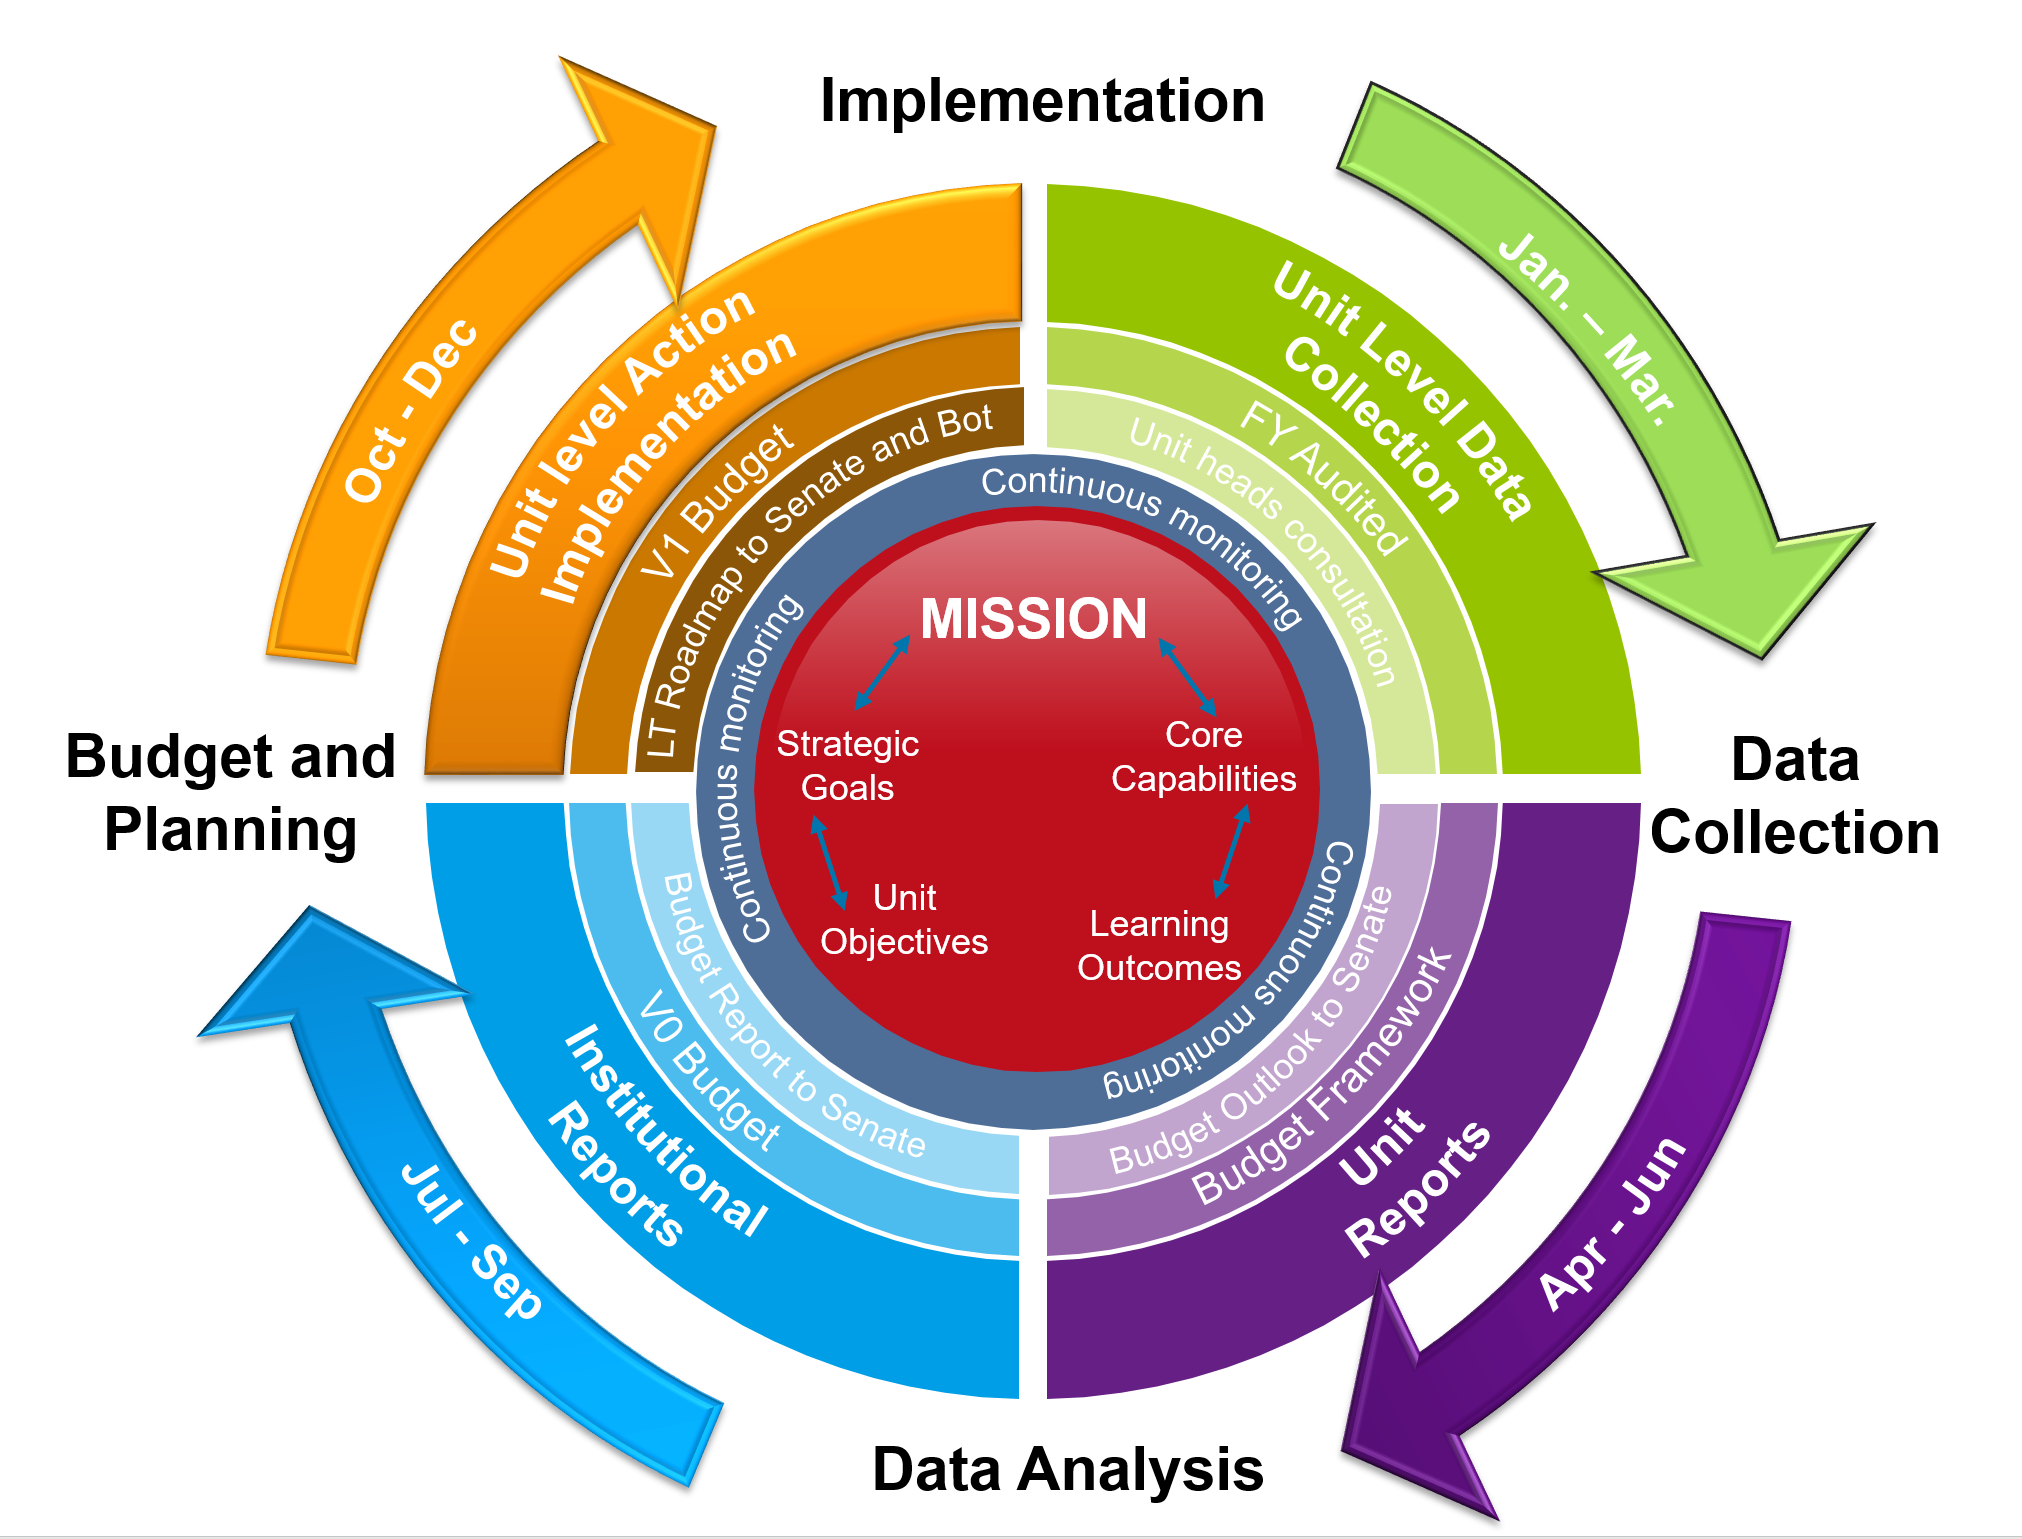 Implementation
Jan. – Mar.
Oct - Dec
Unit level Action
Implementation
V1 Budget
LT Roadmap to Senate and Bot
Unit Level Data
Collection
FY Audited
Unit heads consultation
Continuous monitoring
Continuous monitoring
Continuous monitoring
MISSION
Strategic
Goals
Core
Capabilities
Unit
Objectives
Learning
Outcomes
Budget and
Planning
Data
Collection
Budget Report to Senate
V0 Budget
Institutional
Reports
Budget Outlook to Senate
Budget Framework
Unit
Reports
Jul - Sep
Apr - Jun
Data Analysis